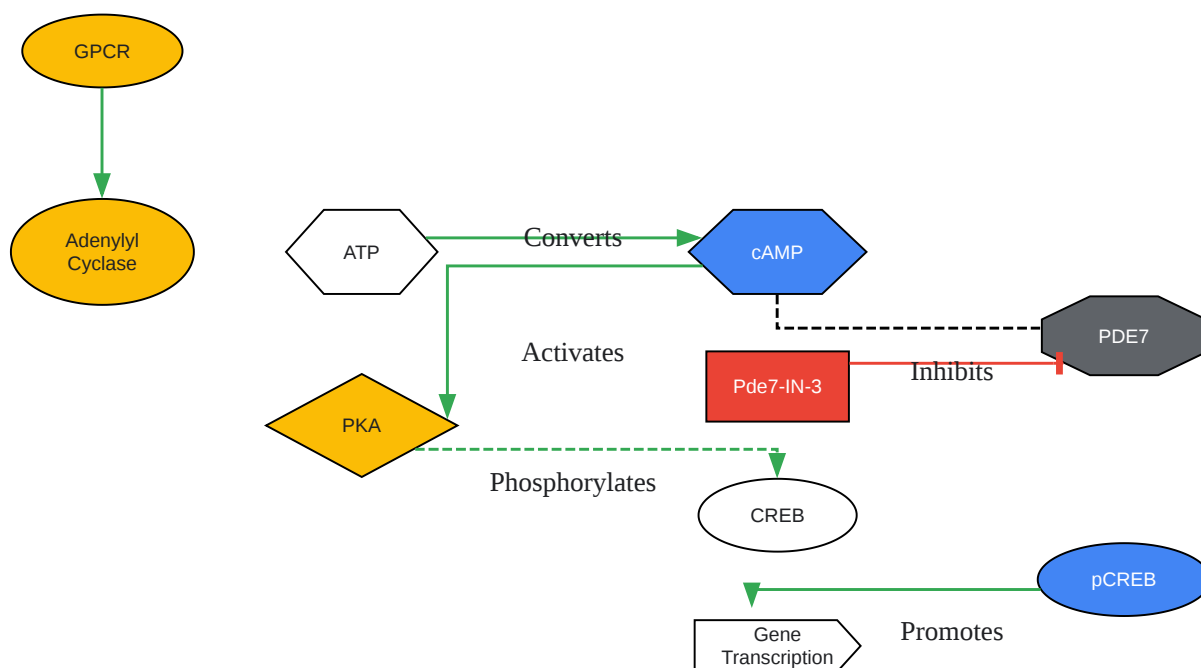 GPCR
Adenylyl
Cyclase
ATP
Converts
cAMP
PDE7
Activates
Pde7-IN-3
Inhibits
PKA
Phosphorylates
CREB
pCREB
Promotes
Gene
Transcription